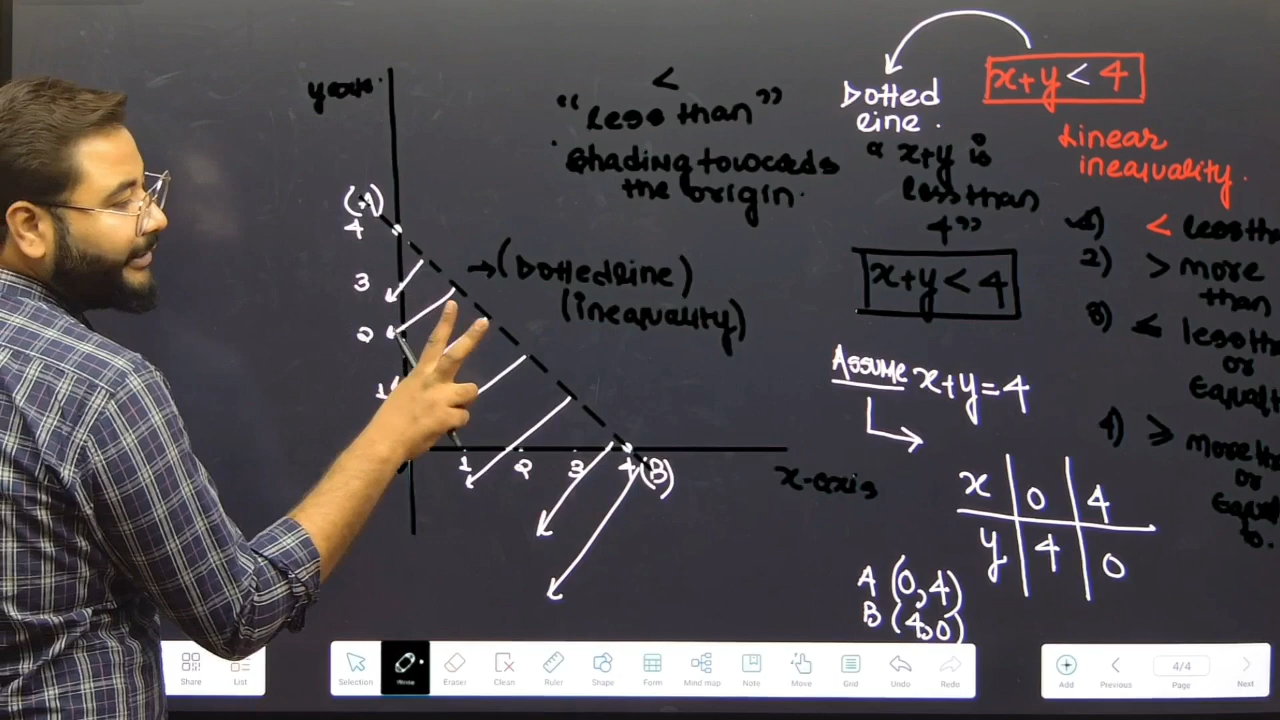 y axis.
<
"Less than"
Shading towards
the origin.
Dotted
line.
x+y < 4
Linear
inequality.
"x+y is
less than
4"
x+y < 4
1) < less tha
2) > more
than
3) ≤ less th
or
Equal t
4) ≥ more th
or
Equal
to.
(A)
4
3
2
1
→(Dotted line)
(inequality)
1 2 3 4 (B)
x-axis
Assume x+y=4
x 0 4
y 4 0
A (0,4)
B (4,0)
Share
List
Selection
Write
Eraser
Clean
Ruler
Shape
Form
Mind map
Note
Move
Grid
Undo
Redo
Add
Previous
4/4
Page
Next